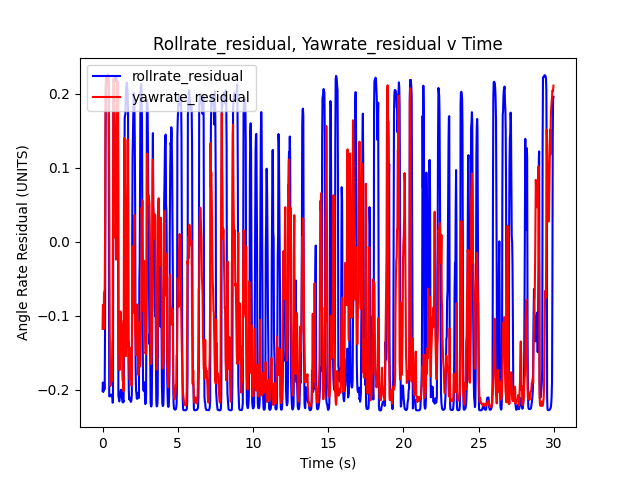 Rollrate_residual, Yawrate_residual v Time
rollrate_residual
yawrate_residual
Angle Rate Residual (UNITS)
0.2
0.1
0.0
−0.1
−0.2
0 5 10 15 20 25 30
Time (s)